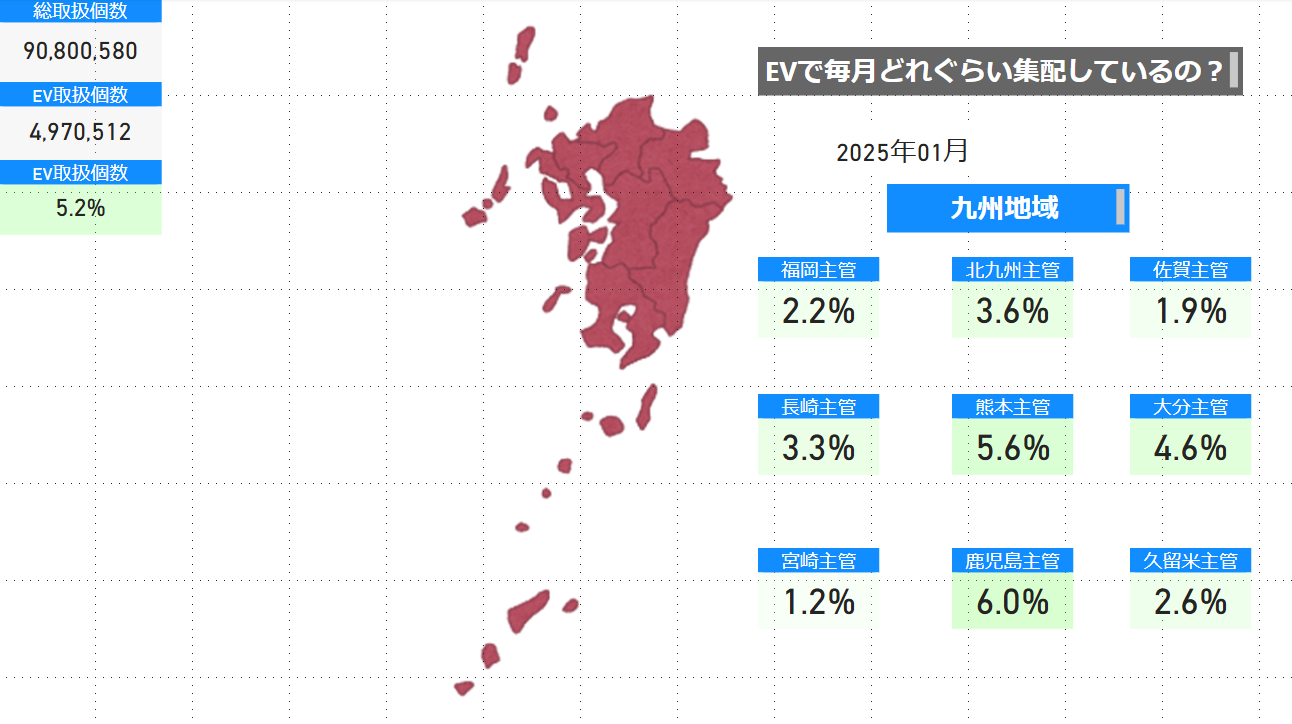 総取扱個数
90,800,580
EV取扱個数
4,970,512
EV取扱個数
5.2%
EVで毎月どれぐらい集配しているの？
2025年01月
九州地域
福岡主管
2.2%
北九州主管
3.6%
佐賀主管
1.9%
長崎主管
3.3%
熊本主管
5.6%
大分主管
4.6%
宮崎主管
1.2%
鹿児島主管
6.0%
久留米主管
2.6%